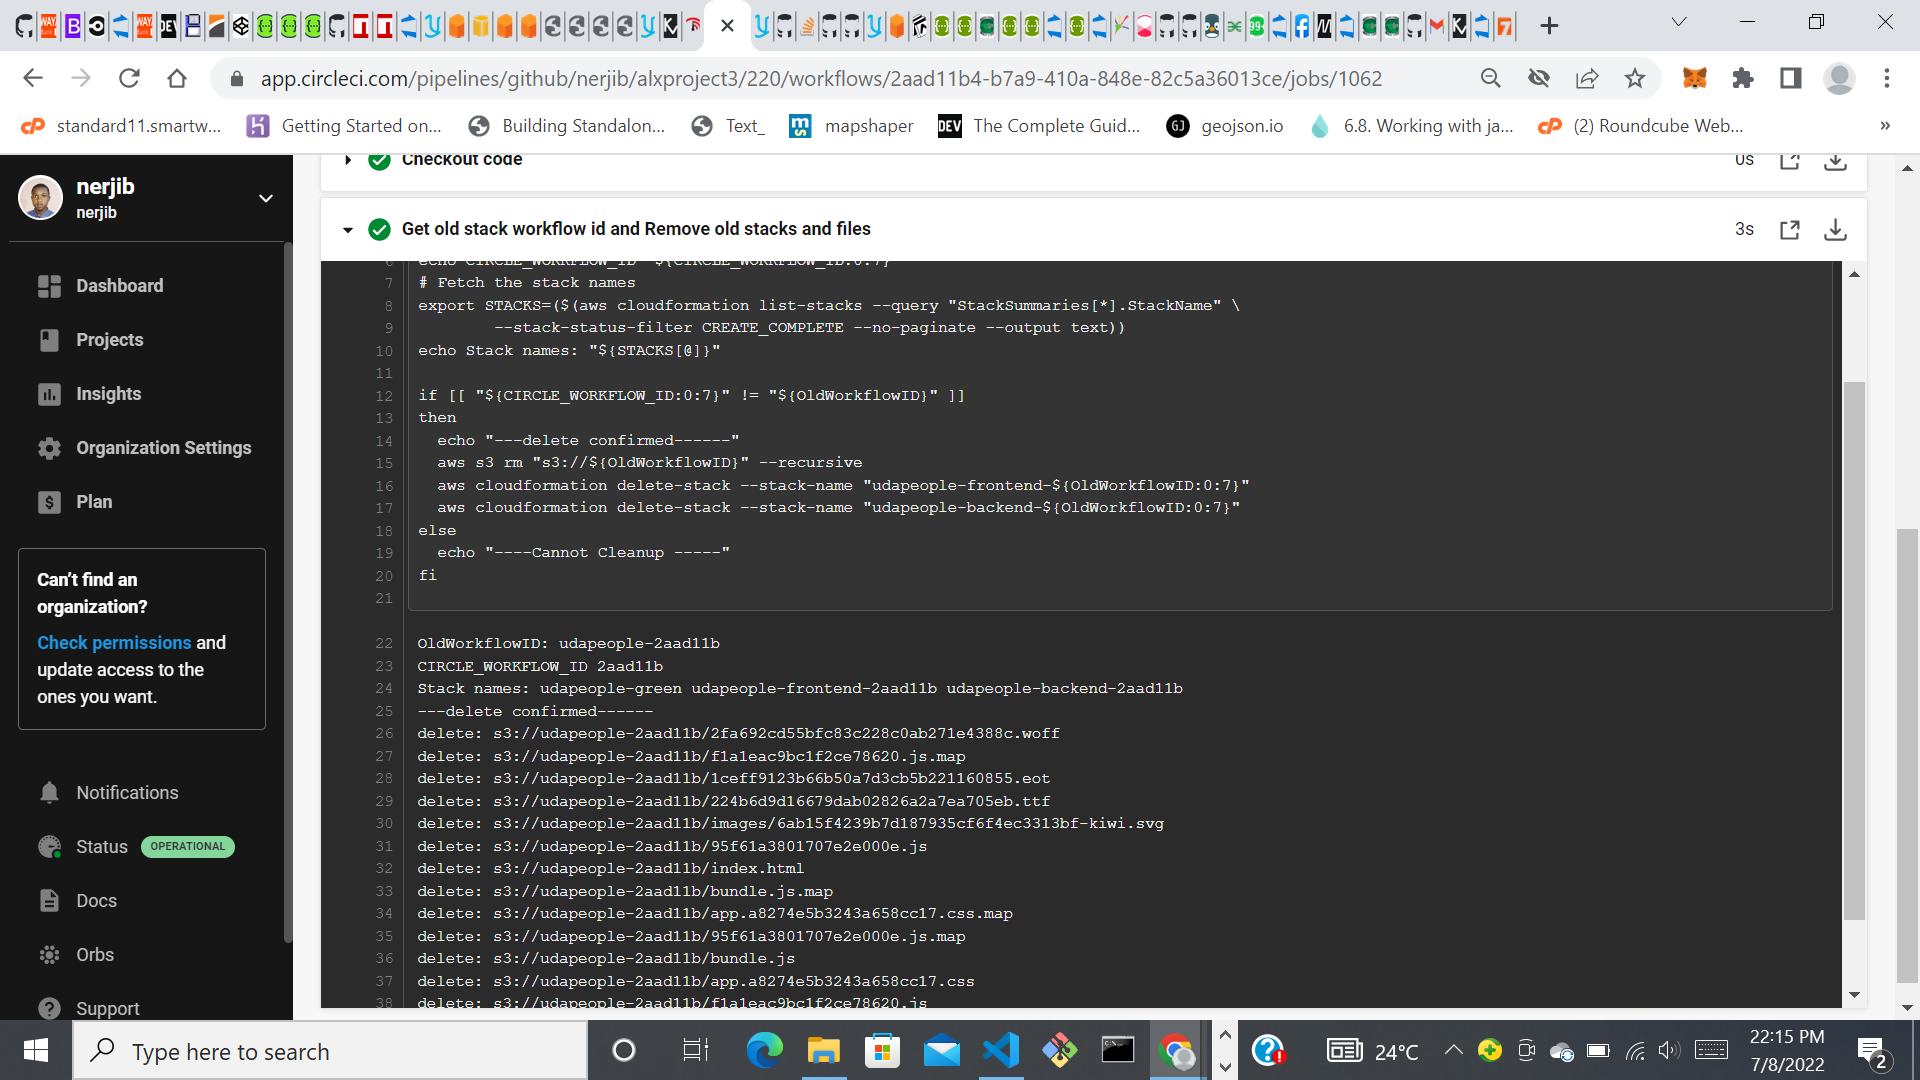 app.circleci.com/pipelines/github/nerjib/alxproject3/220/workflows/2aad11b4-b7a9-410a-848e-82c5a36013ce/jobs/1062
standard11.smartw...
Getting Started on...
Building Standalon...
Text_
mapshaper
DEV The Complete Guid...
GJ geojson.io
6.8. Working with ja...
(2) Roundcube Web...
»
nerjib
nerjib
Dashboard
Projects
Insights
Organization Settings
Plan
Can't find an
organization?
Check permissions and
update access to the
ones you want.
Notifications
Status OPERATIONAL
Docs
Orbs
Support
Checkout code 0s
Get old stack workflow id and Remove old stacks and files 3s
6 echo CIRCLE_WORKFLOW_ID "${CIRCLE_WORKFLOW_ID:0:7}"
7 # Fetch the stack names
8 export STACKS=($(aws cloudformation list-stacks --query "StackSummaries[*].StackName" \
9 --stack-status-filter CREATE_COMPLETE --no-paginate --output text))
10 echo Stack names: "${STACKS[@]}"
11
12 if [[ "${CIRCLE_WORKFLOW_ID:0:7}" != "${OldWorkflowID}" ]]
13 then
14 echo "---delete confirmed------"
15 aws s3 rm "s3://${OldWorkflowID}" --recursive
16 aws cloudformation delete-stack --stack-name "udapeople-frontend-${OldWorkflowID:0:7}"
17 aws cloudformation delete-stack --stack-name "udapeople-backend-${OldWorkflowID:0:7}"
18 else
19 echo "----Cannot Cleanup -----"
20 fi
21
22 OldWorkflowID: udapeople-2aad11b
23 CIRCLE_WORKFLOW_ID 2aad11b
24 Stack names: udapeople-green udapeople-frontend-2aad11b udapeople-backend-2aad11b
25 ---delete confirmed------
26 delete: s3://udapeople-2aad11b/2fa692cd55bfc83c228c0ab271e4388c.woff
27 delete: s3://udapeople-2aad11b/f1a1eac9bc1f2ce78620.js.map
28 delete: s3://udapeople-2aad11b/1ceff9123b66b50a7d3cb5b221160855.eot
29 delete: s3://udapeople-2aad11b/224b6d9d16679dab02826a2a7ea705eb.ttf
30 delete: s3://udapeople-2aad11b/images/6ab15f4239b7d187935cf6f4ec3313bf-kiwi.svg
31 delete: s3://udapeople-2aad11b/95f61a3801707e2e000e.js
32 delete: s3://udapeople-2aad11b/index.html
33 delete: s3://udapeople-2aad11b/bundle.js.map
34 delete: s3://udapeople-2aad11b/app.a8274e5b3243a658cc17.css.map
35 delete: s3://udapeople-2aad11b/95f61a3801707e2e000e.js.map
36 delete: s3://udapeople-2aad11b/bundle.js
37 delete: s3://udapeople-2aad11b/app.a8274e5b3243a658cc17.css
38 delete: s3://udapeople-2aad11b/f1a1eac9bc1f2ce78620.js
Type here to search
24°C
22:15 PM
7/8/2022
2